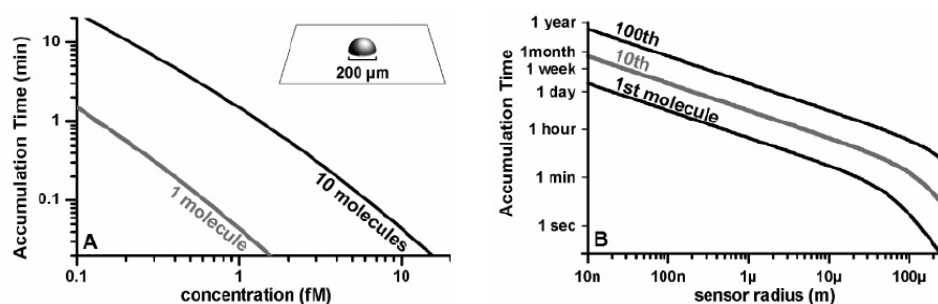 Accumulation Time (min)
10
1
0.1
0.1
1
10
concentration (fM)
200 µm
1 molecule
10 molecules
A
Accumulation Time
1 year
1month
1 week
1 day
1 hour
1 min
1 sec
10n
100n
1µ
10µ
100µ
sensor radius (m)
100th
10th
1st molecule
B